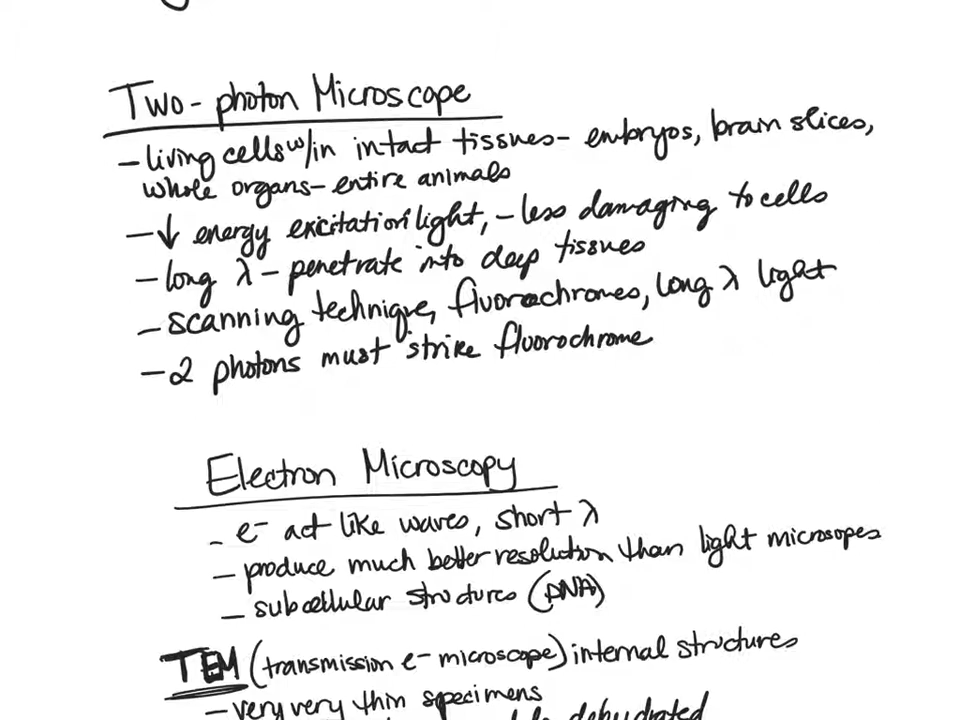 Two-photon Microscope
- living cells w/in intact tissues - embryos, brain slices,
whole organs - entire animals
- ↓ energy excitation light, - less damaging to cells
- long λ - penetrate into deep tissues
- scanning technique, fluorochromes, long λ light
- 2 photons must strike fluorochrome
Electron Microscopy
- e- act like waves, short λ
- produce much better resolution than light microsopes
- subcellular structures (DNA)
TEM (transmission e- microscope) internal structures
- very very thin specimens
dehydrated